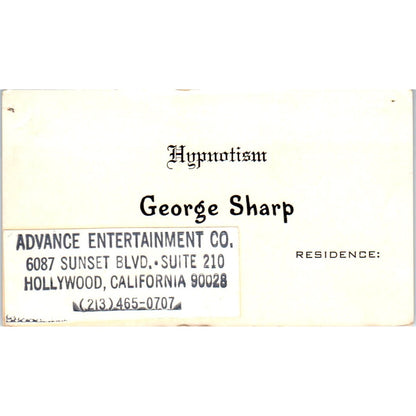 Hypnotism
George Sharp
RESIDENCE:
ADVANCE ENTERTAINMENT CO.
6087 SUNSET BLVD. • SUITE 210
HOLLYWOOD, CALIFORNIA 90028
(213) 465-0707